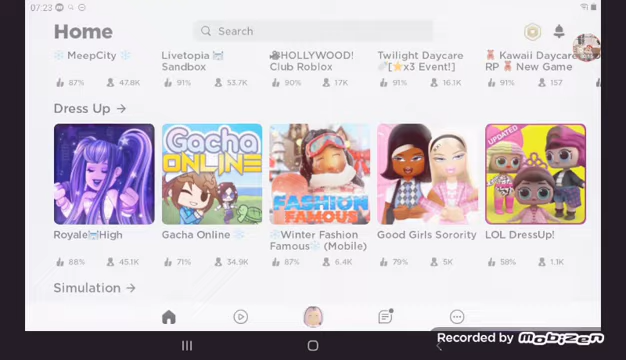 07:23
Home
Search
❄ MeepCity ❄
Livetopia
Sandbox
HOLLYWOOD!
Club Roblox
Twilight Daycare
[⭐x3 Event!]
Kawaii Daycare
RP 🧸 New Game
87% 47.8K
91% 53.7K
90% 17K
91% 16.1K
91% 157
Dress Up →
Gacha
ONLINE
FASHION
FAMOUS
UPDATED
Royale High
Gacha Online ❄
❄Winter Fashion
Famous❄ (Mobile)
Good Girls Sorority
LOL DressUp!
88% 45.1K
71% 34.9K
87% 6.4K
79% 5K
58% 1.1K
Simulation →
Recorded by MOBIZEN